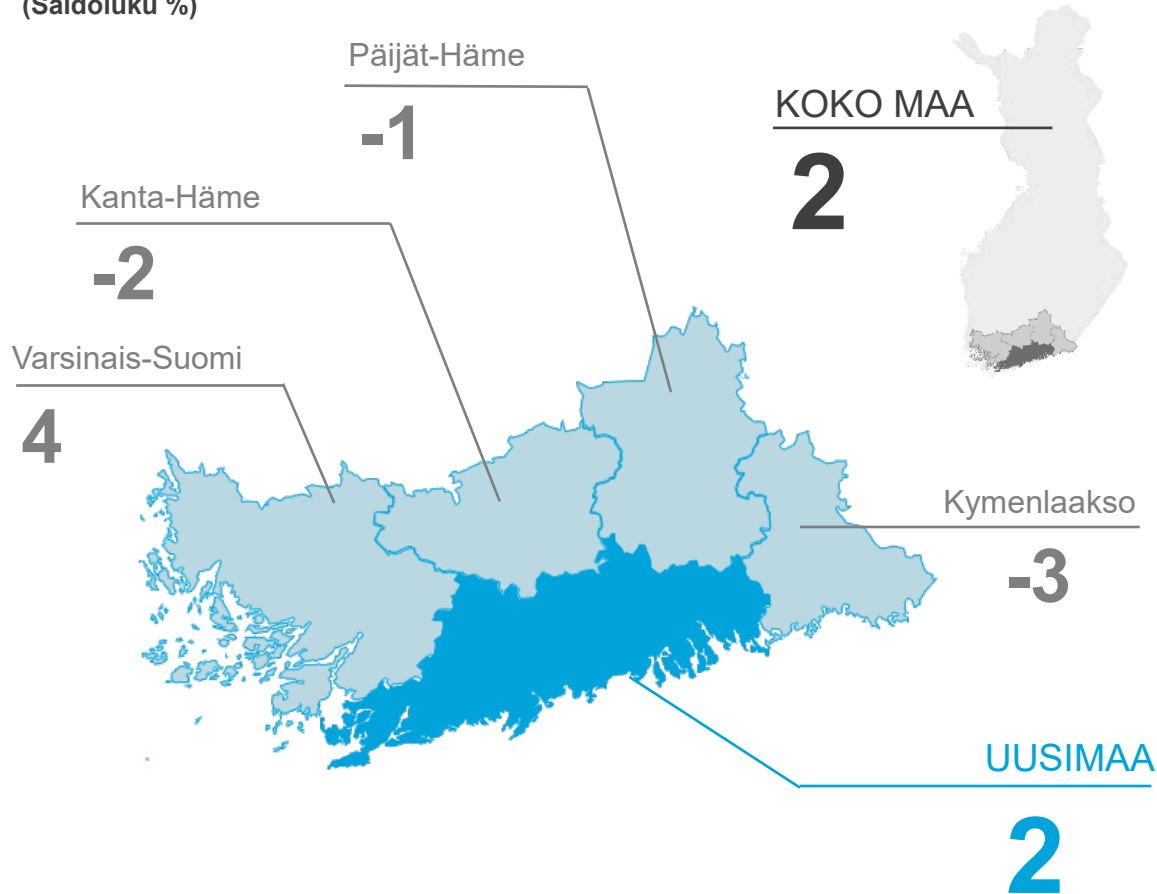 (Saldoluku %)
Päijät-Häme
-1
KOKO MAA
2
Kanta-Häme
-2
Varsinais-Suomi
4
Kymenlaakso
-3
UUSIMAA
2